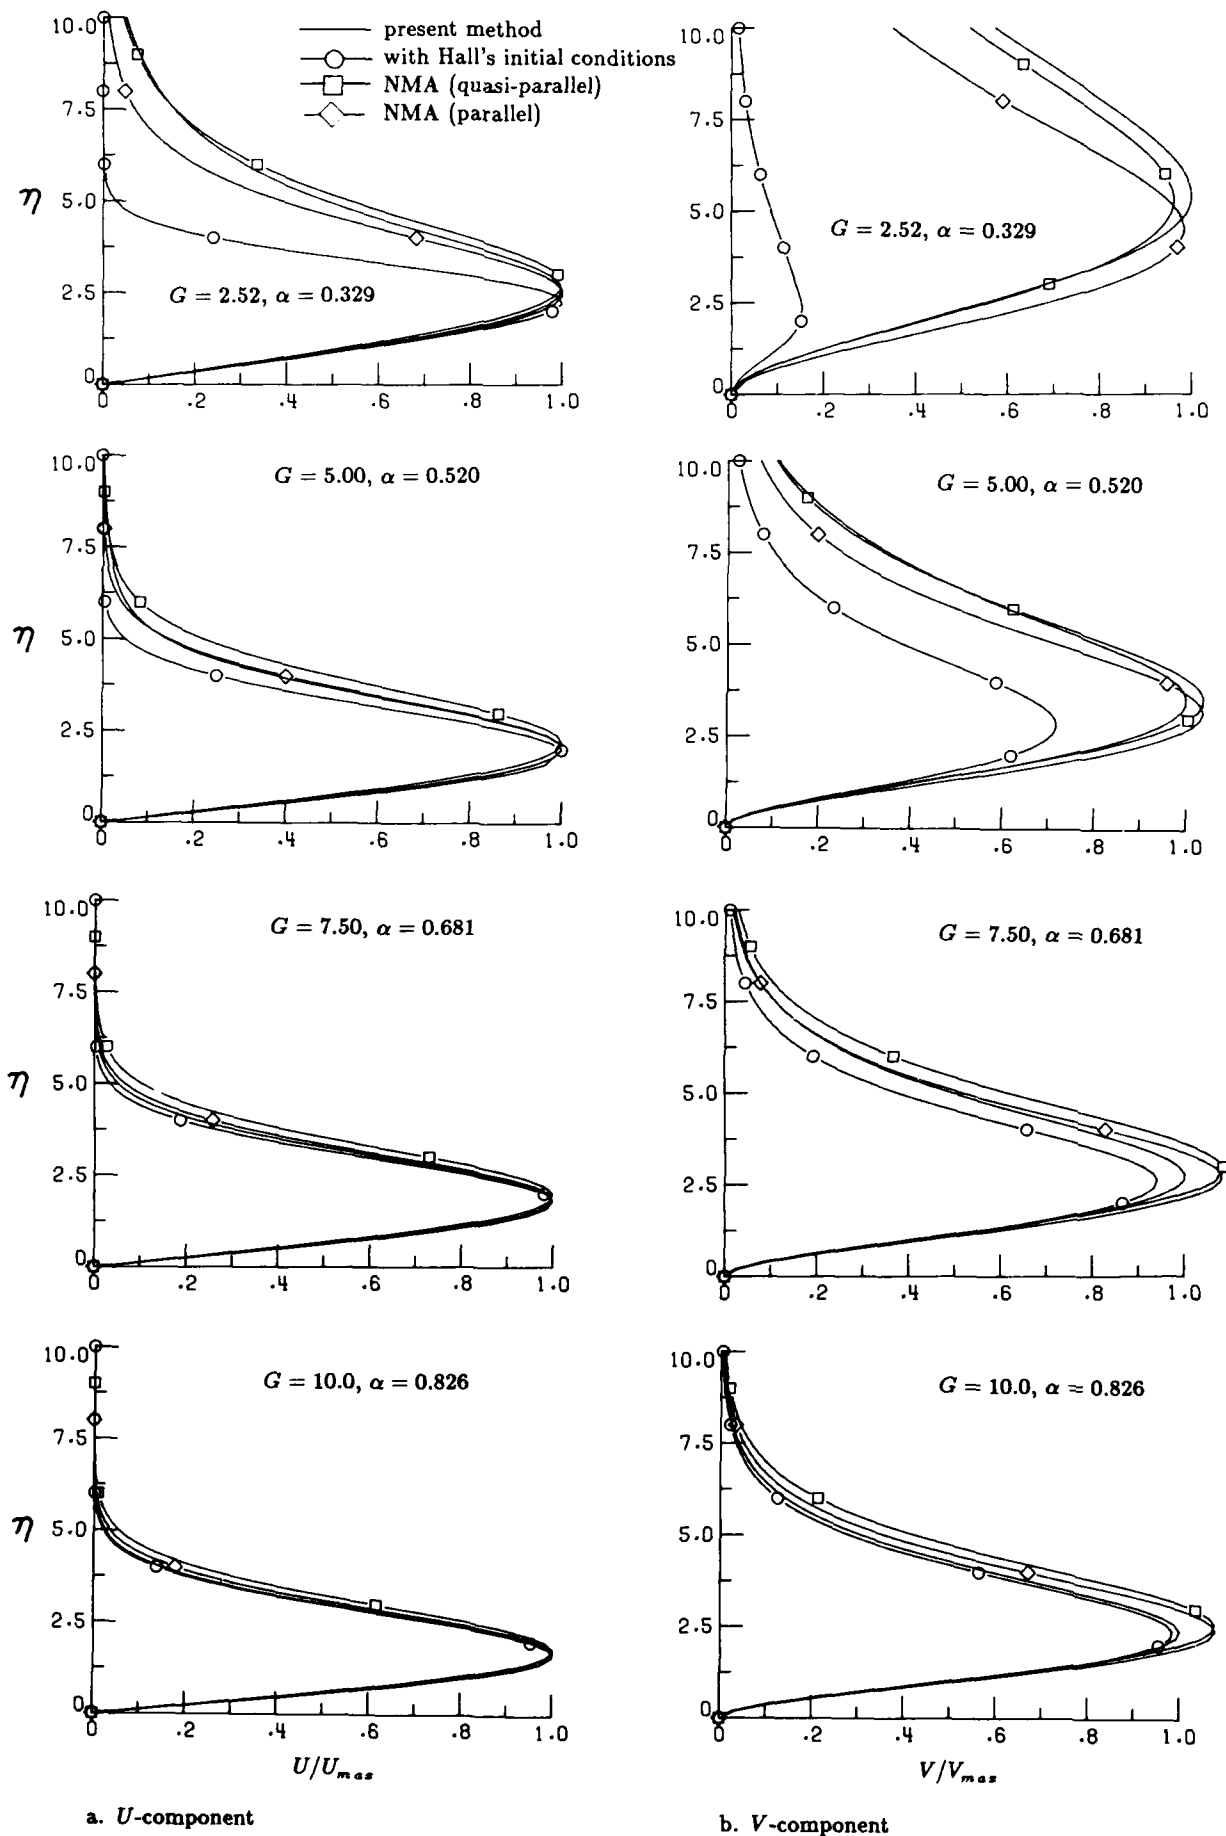 present method
with Hall's initial conditions
NMA (quasi-parallel)
NMA (parallel)
10.0
7.5
η
5.0
G = 2.52, α = 0.329
2.5
0
0 .2 .4 .6 .8 1.0
10.0
7.5
5.0
G = 2.52, α = 0.329
2.5
0
0 .2 .4 .6 .8 1.0
10.0
G = 5.00, α = 0.520
7.5
η
5.0
2.5
0
0 .2 .4 .6 .8 1.0
10.0
G = 5.00, α = 0.520
7.5
5.0
2.5
0
0 .2 .4 .6 .8 1.0
10.0
G = 7.50, α = 0.681
7.5
η
5.0
2.5
0
0 .2 .4 .6 .8 1.0
10.0
G = 7.50, α = 0.681
7.5
5.0
2.5
0
0 .2 .4 .6 .8 1.0
10.0
G = 10.0, α = 0.826
7.5
η
5.0
2.5
0
0 .2 .4 .6 .8 1.0
U/Umax
a. U-component
10.0
G = 10.0, α = 0.826
7.5
5.0
2.5
0
0 .2 .4 .6 .8 1.0
V/Vmax
b. V-component